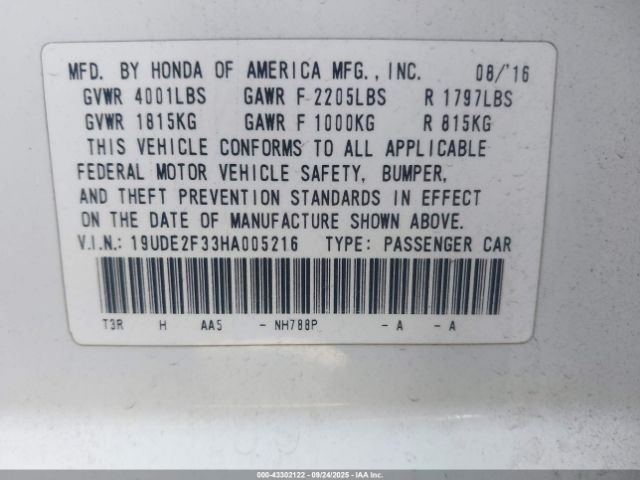 MFD. BY HONDA OF AMERICA MFG., INC. 08/'16
GVWR 4001LBS GAWR F 2205LBS R 1797LBS
GVWR 1815KG GAWR F 1000KG R 815KG
THIS VEHICLE CONFORMS TO ALL APPLICABLE
FEDERAL MOTOR VEHICLE SAFETY, BUMPER,
AND THEFT PREVENTION STANDARDS IN EFFECT
ON THE DATE OF MANUFACTURE SHOWN ABOVE.
V.I.N.: 19UDE2F33HA005216 TYPE: PASSENGER CAR
T3R H AA5 - NH788P - A - A
000-43302122 - 09/24/2025 - IAA Inc.